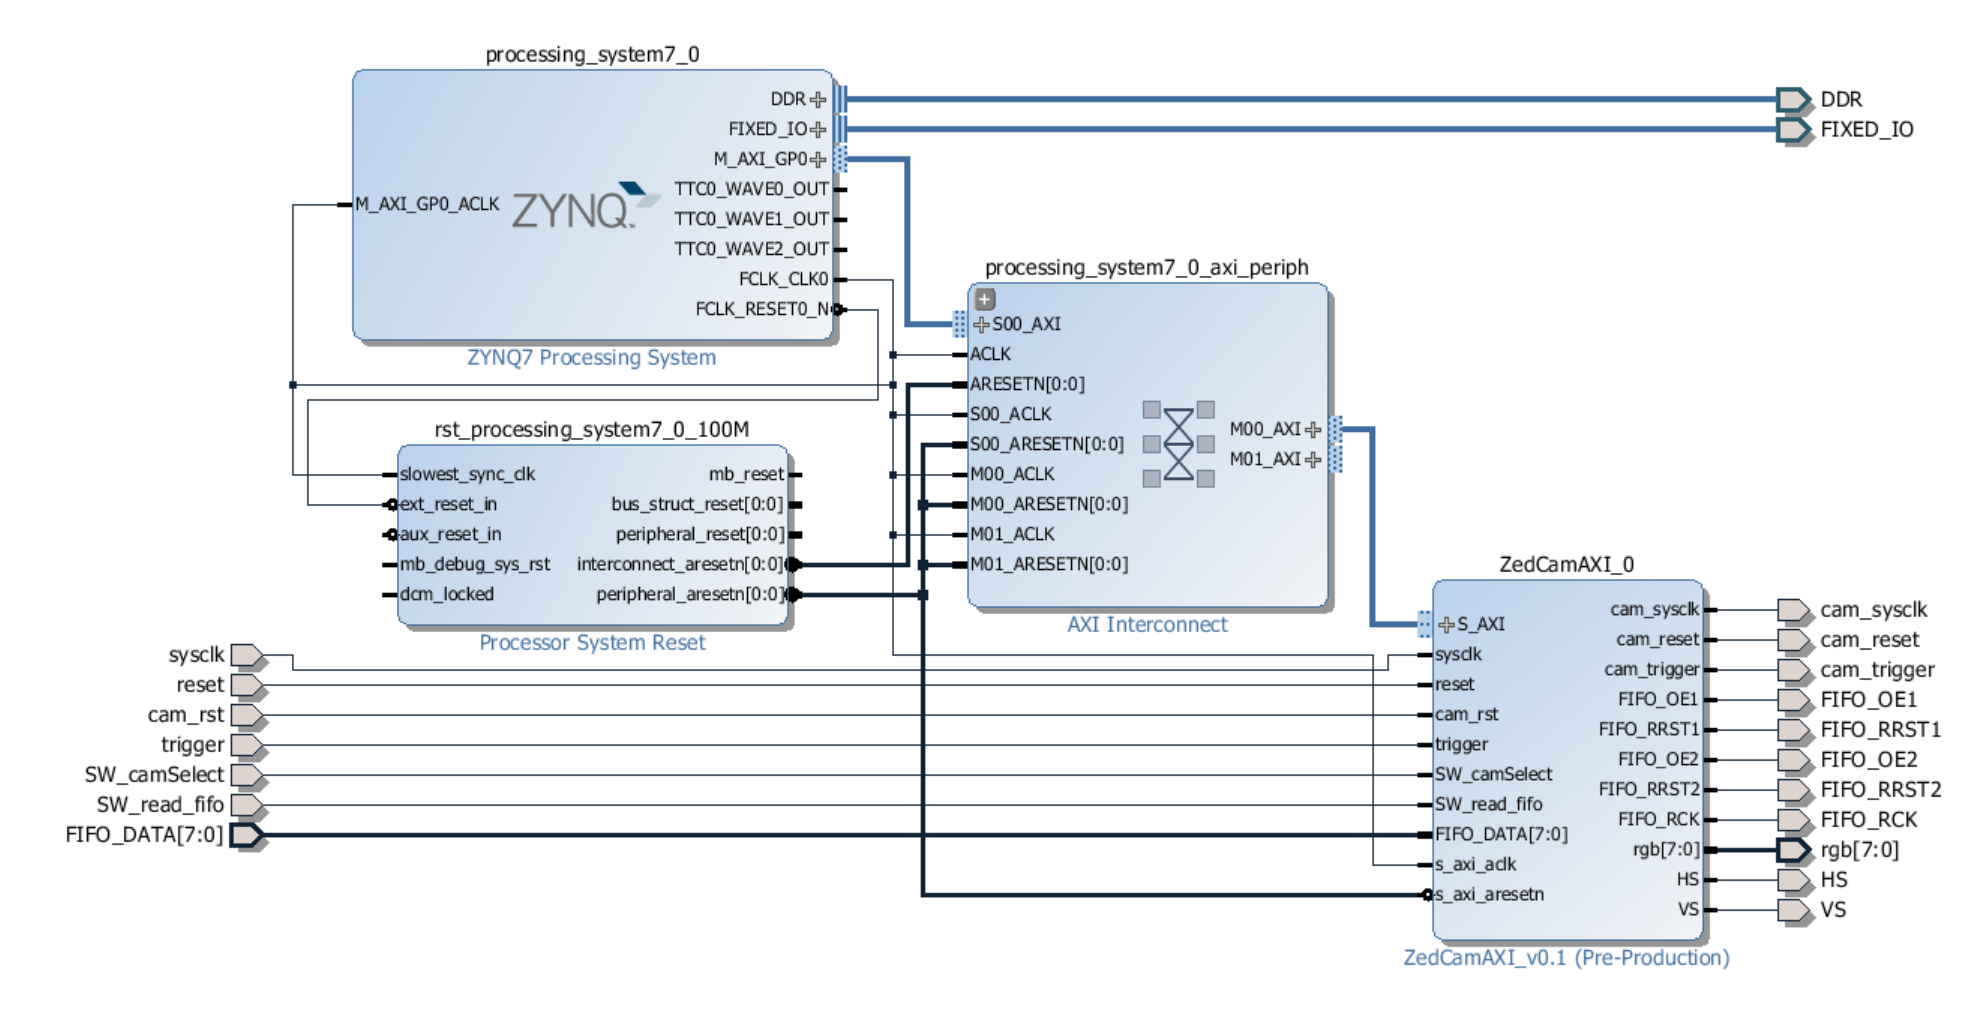 processing_system7_0
DDR
FIXED_IO
M_AXI_GP0
TTC0_WAVE0_OUT
TTC0_WAVE1_OUT
TTC0_WAVE2_OUT
FCLK_CLK0
FCLK_RESET0_N
M_AXI_GP0_ACLK
ZYNQ
ZYNQ7 Processing System
DDR
FIXED_IO
processing_system7_0_axi_periph
S00_AXI
ACLK
ARESETN[0:0]
S00_ACLK
S00_ARESETN[0:0]
M00_ACLK
M00_ARESETN[0:0]
M01_ACLK
M01_ARESETN[0:0]
M00_AXI
M01_AXI
AXI Interconnect
rst_processing_system7_0_100M
slowest_sync_clk
ext_reset_in
aux_reset_in
mb_debug_sys_rst
dcm_locked
mb_reset
bus_struct_reset[0:0]
peripheral_reset[0:0]
interconnect_aresetn[0:0]
peripheral_aresetn[0:0]
Processor System Reset
sysclk
reset
cam_rst
trigger
SW_camSelect
SW_read_fifo
FIFO_DATA[7:0]
ZedCamAXI_0
S_AXI
sysclk
reset
cam_rst
trigger
SW_camSelect
SW_read_fifo
FIFO_DATA[7:0]
s_axi_aclk
s_axi_aresetn
cam_sysclk
cam_reset
cam_trigger
FIFO_OE1
FIFO_RRST1
FIFO_OE2
FIFO_RRST2
FIFO_RCK
rgb[7:0]
HS
VS
ZedCamAXI_v0.1 (Pre-Production)
cam_sysclk
cam_reset
cam_trigger
FIFO_OE1
FIFO_RRST1
FIFO_OE2
FIFO_RRST2
FIFO_RCK
rgb[7:0]
HS
VS